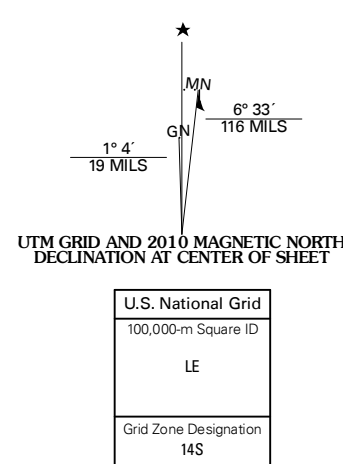 MN
GN
6° 33´
116 MILS
1° 4´
19 MILS
UTM GRID AND 2010 MAGNETIC NORTH
DECLINATION AT CENTER OF SHEET
U.S. National Grid
100,000-m Square ID
LE
Grid Zone Designation
14S